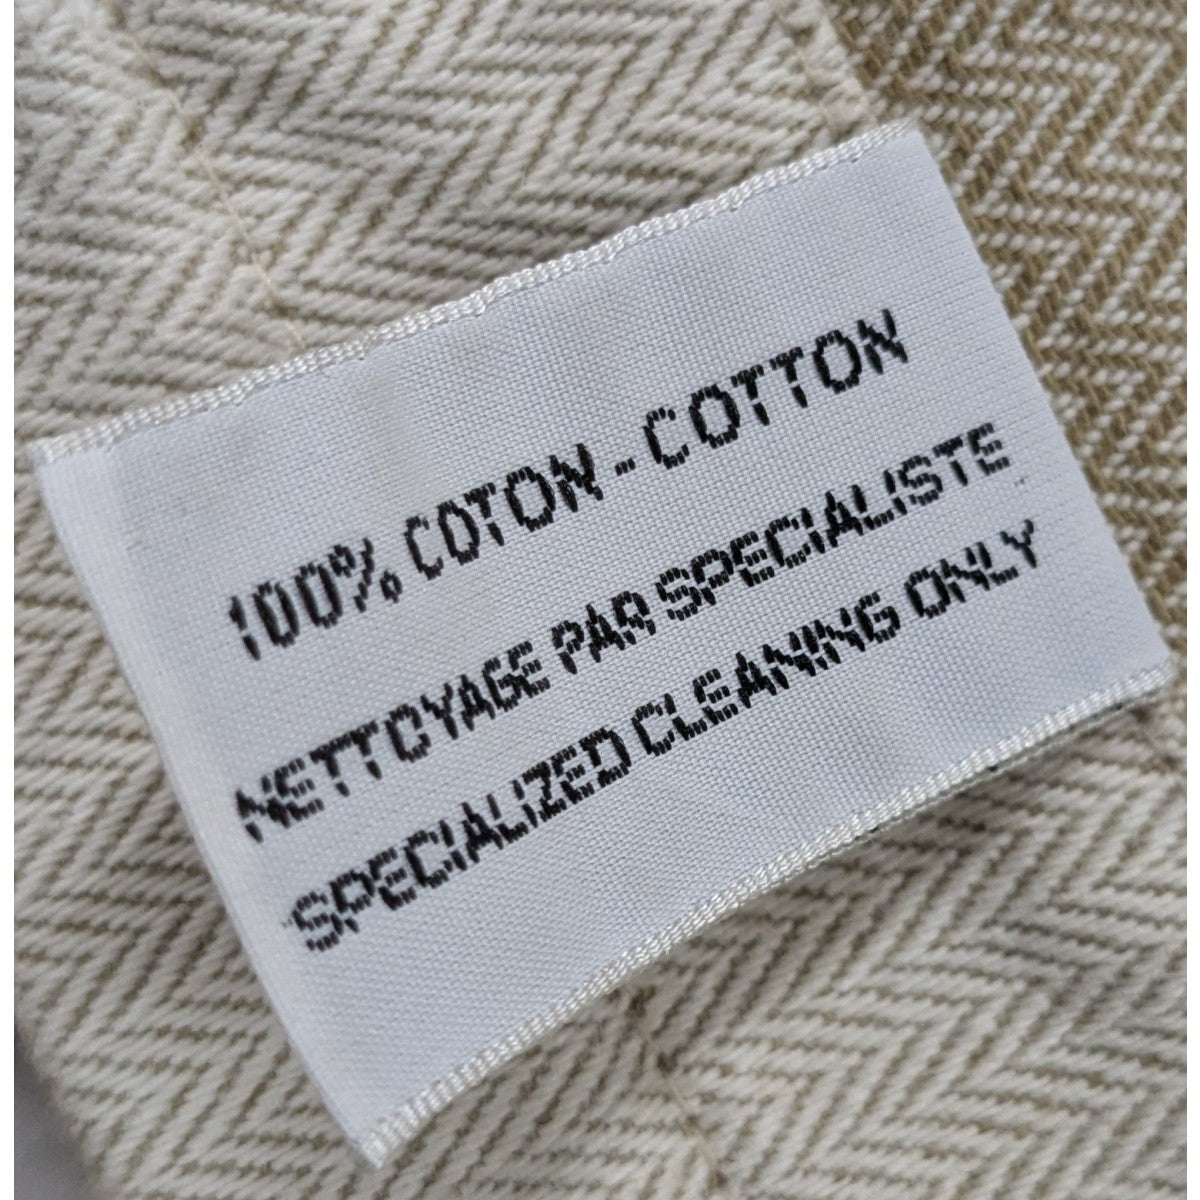 100% COTON - COTTON
NETTOYAGE PAR SPECIALISTE
SPECIALIZED CLEANING ONLY